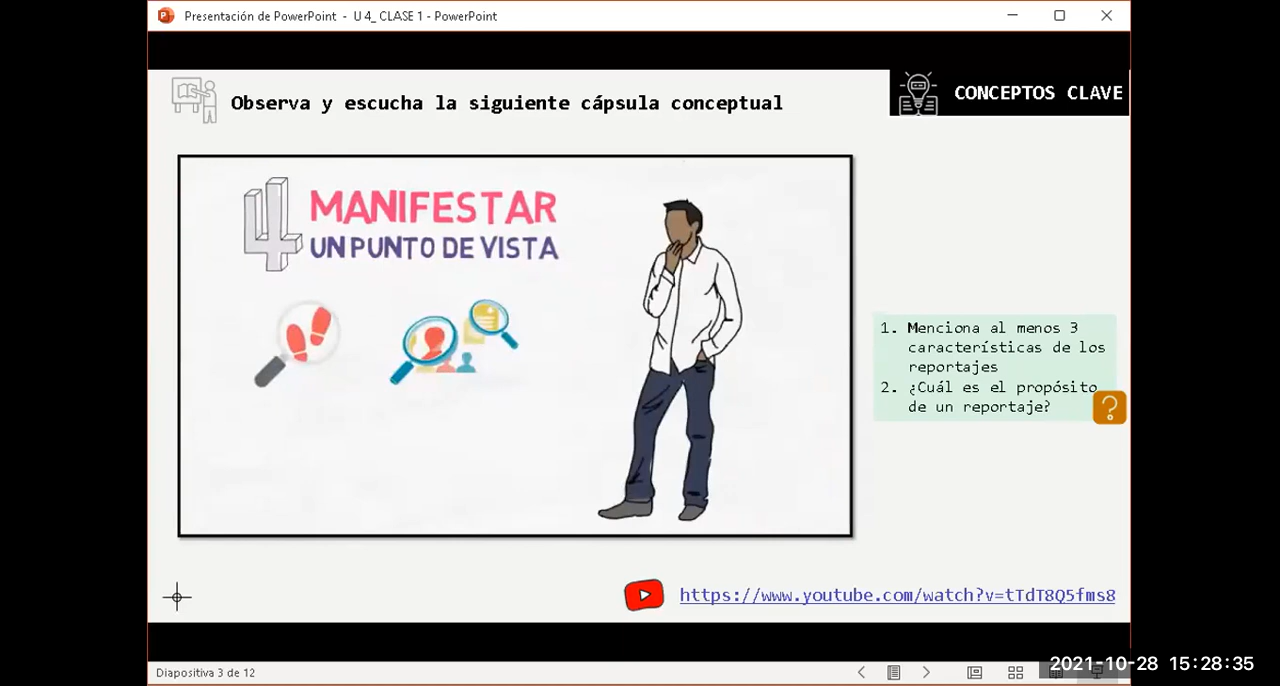 Presentación de PowerPoint - U 4_ CLASE 1 - PowerPoint
Observa y escucha la siguiente cápsula conceptual
CONCEPTOS CLAVE
4 MANIFESTAR
UN PUNTO DE VISTA
1. Menciona al menos 3
características de los
reportajes
2. ¿Cuál es el propósito
de un reportaje?
?
https://www.youtube.com/watch?v=tTdT8Q5fms8
Diapositiva 3 de 12
2021-10-28 15:28:35